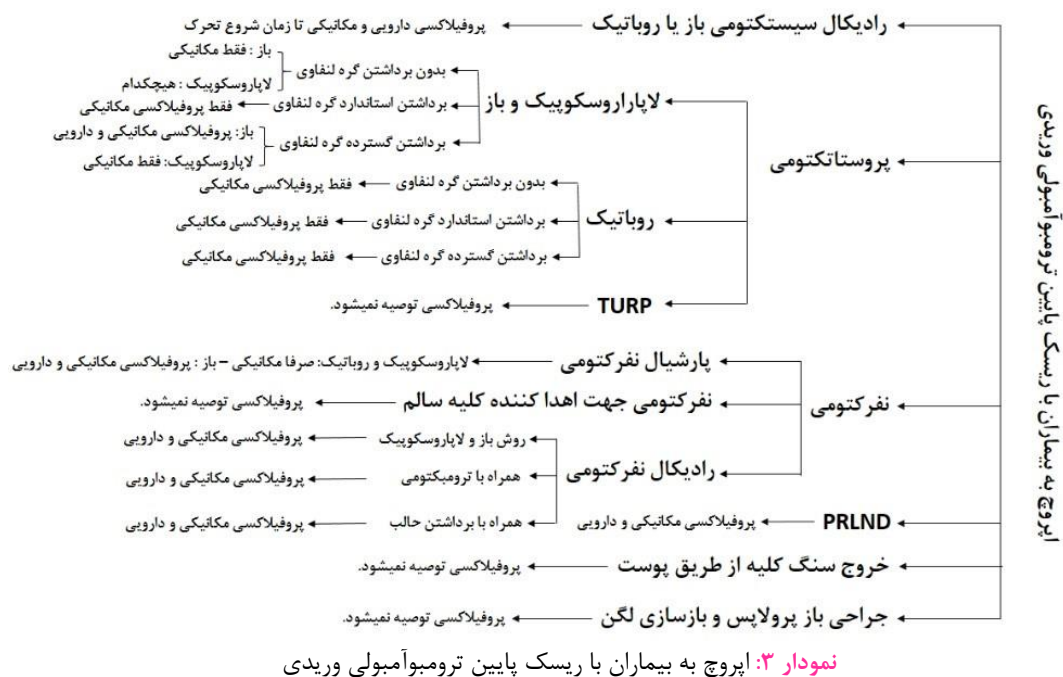 اپروچ به بیماران با ریسک پایین ترومبوآمبولی وریدی
رادیکال سیستکتومی باز یا روباتیک
پروفیلاکسی دارویی و مکانیکی تا زمان شروع تحرک
پروستاتکتومی
لاپاراروسکوپیک و باز
بدون برداشتن گره لنفاوی
باز : فقط مکانیکی
لاپاروسکوپیک : هیچکدام
برداشتن استاندارد گره لنفاوی
فقط پروفیلاکسی مکانیکی
برداشتن گسترده گره لنفاوی
باز: پروفیلاکسی مکانیکی و دارویی
لاپاروسکوپیک: فقط مکانیکی
روباتیک
بدون برداشتن گره لنفاوی
فقط پروفیلاکسی مکانیکی
برداشتن استاندارد گره لنفاوی
فقط پروفیلاکسی مکانیکی
برداشتن گسترده گره لنفاوی
فقط پروفیلاکسی مکانیکی
TURP
پروفیلاکسی توصیه نمیشود.
نفرکتومی
پارشیال نفرکتومی
لاپاروسکوپیک و روباتیک: صرفا مکانیکی – باز : پروفیلاکسی مکانیکی و دارویی
نفرکتومی جهت اهدا کننده کلیه سالم
پروفیلاکسی توصیه نمیشود.
رادیکال نفرکتومی
روش باز و لاپاروسکوپیک
پروفیلاکسی مکانیکی و دارویی
همراه با ترومبکتومی
پروفیلاکسی مکانیکی و دارویی
همراه با برداشتن حالب
پروفیلاکسی مکانیکی و دارویی
PRLND
پروفیلاکسی مکانیکی و دارویی
خروج سنگ کلیه از طریق پوست
پروفیلاکسی توصیه نمیشود.
جراحی باز پرولاپس و بازسازی لگن
پروفیلاکسی توصیه نمیشود.
نمودار ۳: اپروچ به بیماران با ریسک پایین ترومبوآمبولی وریدی